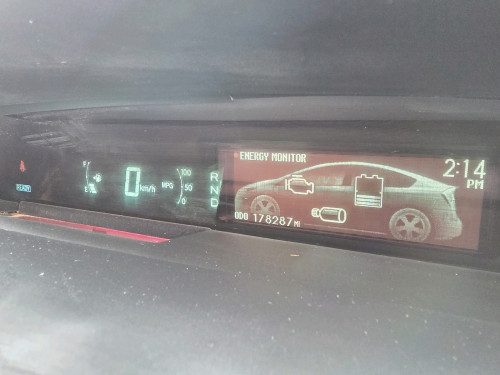 ENERGY MONITOR
2:14
PM
R
N
D
E
0 km/h
MPG
100
50
0
READY
ODO 178287 MI